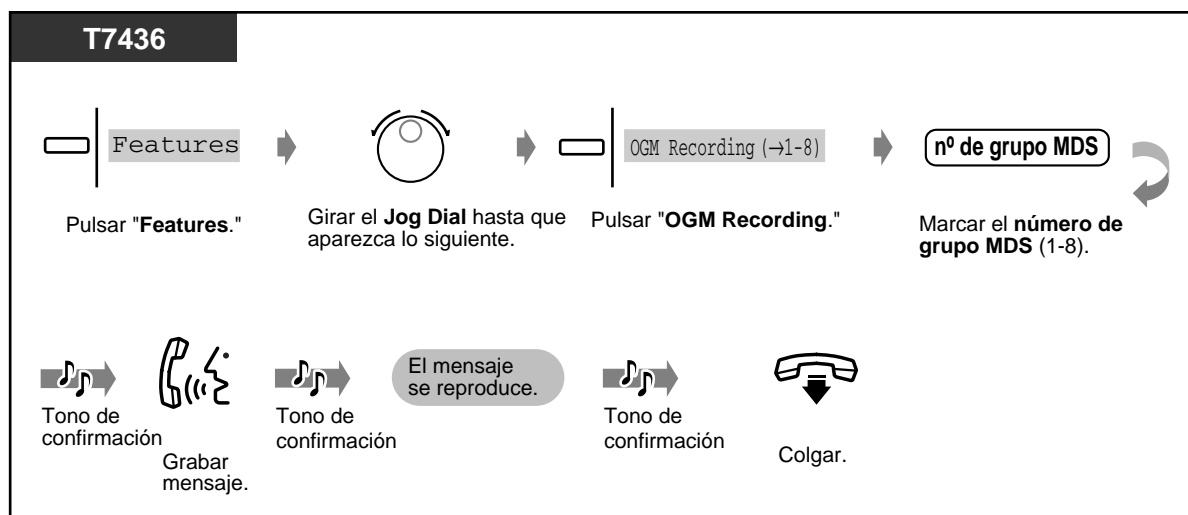 T7436
Features
OGM Recording (→1-8)
nº de grupo MDS
Pulsar "Features."
Girar el Jog Dial hasta que
aparezca lo siguiente.
Pulsar "OGM Recording."
Marcar el número de
grupo MDS (1-8).
Tono de
confirmación
Grabar
mensaje.
Tono de
confirmación
El mensaje
se reproduce.
Tono de
confirmación
Colgar.